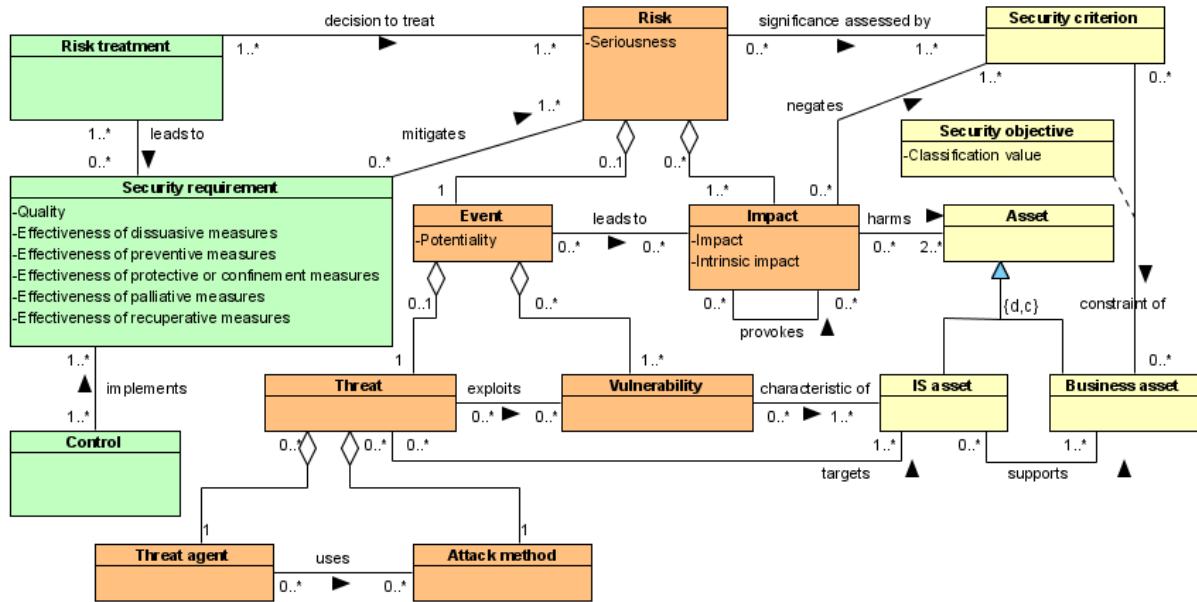 decision to treat
Risk
significance assessed by
Security criterion
Risk treatment
1..*
1..*
-Seriousness
0..*
1..*
1..*
0..*
1..*
negates
1..*
leads to
mitigates
Security objective
-Classification value
0..*
0..*
0..1
0..*
Security requirement
1
1..*
0..*
-Quality
-Effectiveness of dissuasive measures
-Effectiveness of preventive measures
-Effectiveness of protective or confinement measures
-Effectiveness of palliative measures
-Effectiveness of recuperative measures
Event
-Potentiality
leads to
0..*
0..*
Impact
-Impact
-Intrinsic impact
harms
0..*
2..*
Asset
0..1
0..*
0..*
0..*
{d,c}
constraint of
provokes
1..*
1
1..*
0..*
implements
Threat
exploits
Vulnerability
characteristic of
IS asset
Business asset
1..*
0..*
0..*
0..*
1..*
Control
0..*
0..*
0..*
1..*
0..*
1..*
targets
supports
1
1
Threat agent
uses
Attack method
0..*
0..*